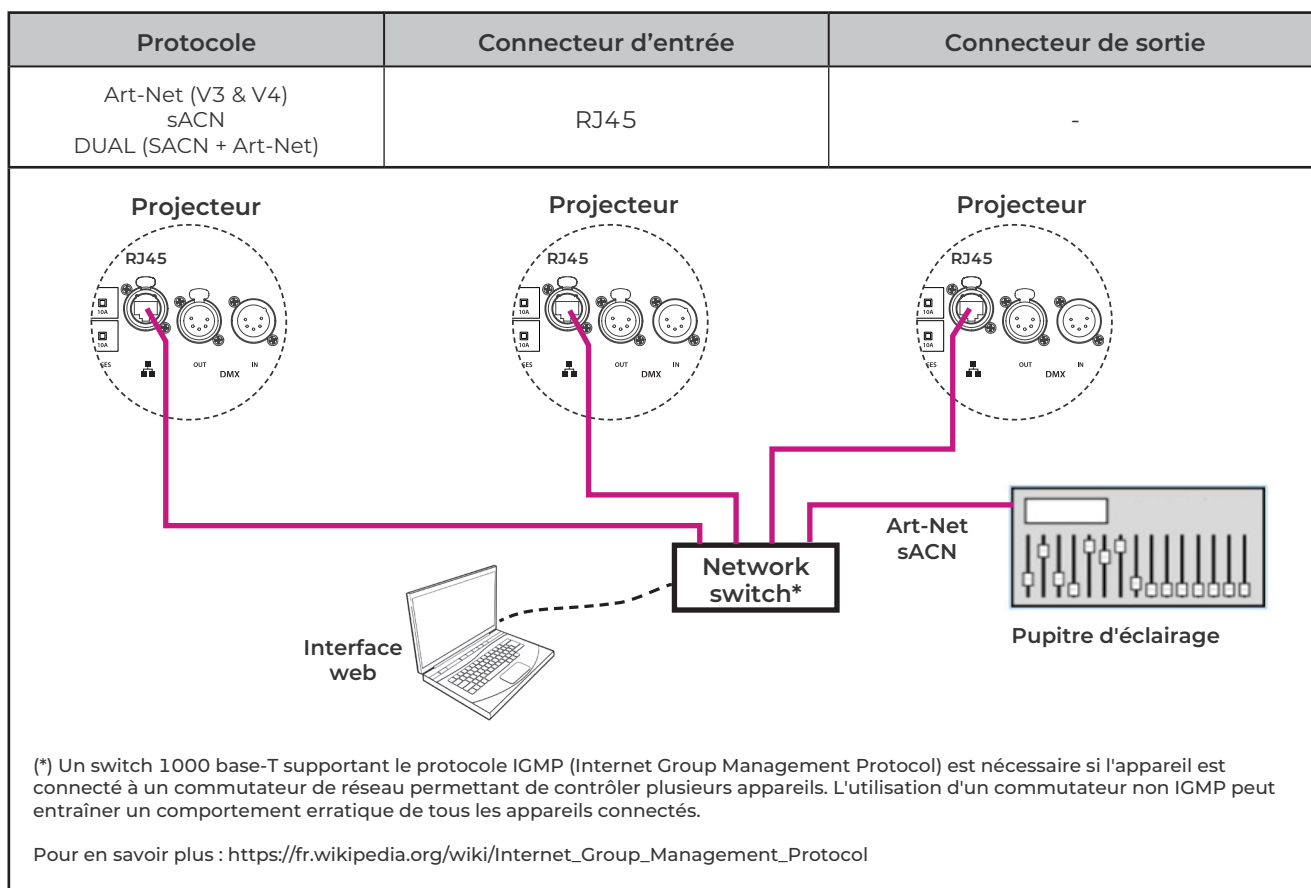 Protocole
Connecteur d'entrée
Connecteur de sortie
Art-Net (V3 & V4)
sACN
DUAL (SACN + Art-Net)
RJ45
-
Projecteur
Projecteur
Projecteur
RJ45
10A
10A
SES
OUT
DMX
IN
RJ45
10A
10A
SES
OUT
DMX
IN
RJ45
10A
10A
SES
OUT
DMX
IN
Art-Net
sACN
Network
switch*
Interface
web
Pupitre d'éclairage
(*) Un switch 1000 base-T supportant le protocole IGMP (Internet Group Management Protocol) est nécessaire si l'appareil est
connecté à un commutateur de réseau permettant de contrôler plusieurs appareils. L'utilisation d'un commutateur non IGMP peut
entraîner un comportement erratique de tous les appareils connectés.
Pour en savoir plus : https://fr.wikipedia.org/wiki/Internet_Group_Management_Protocol